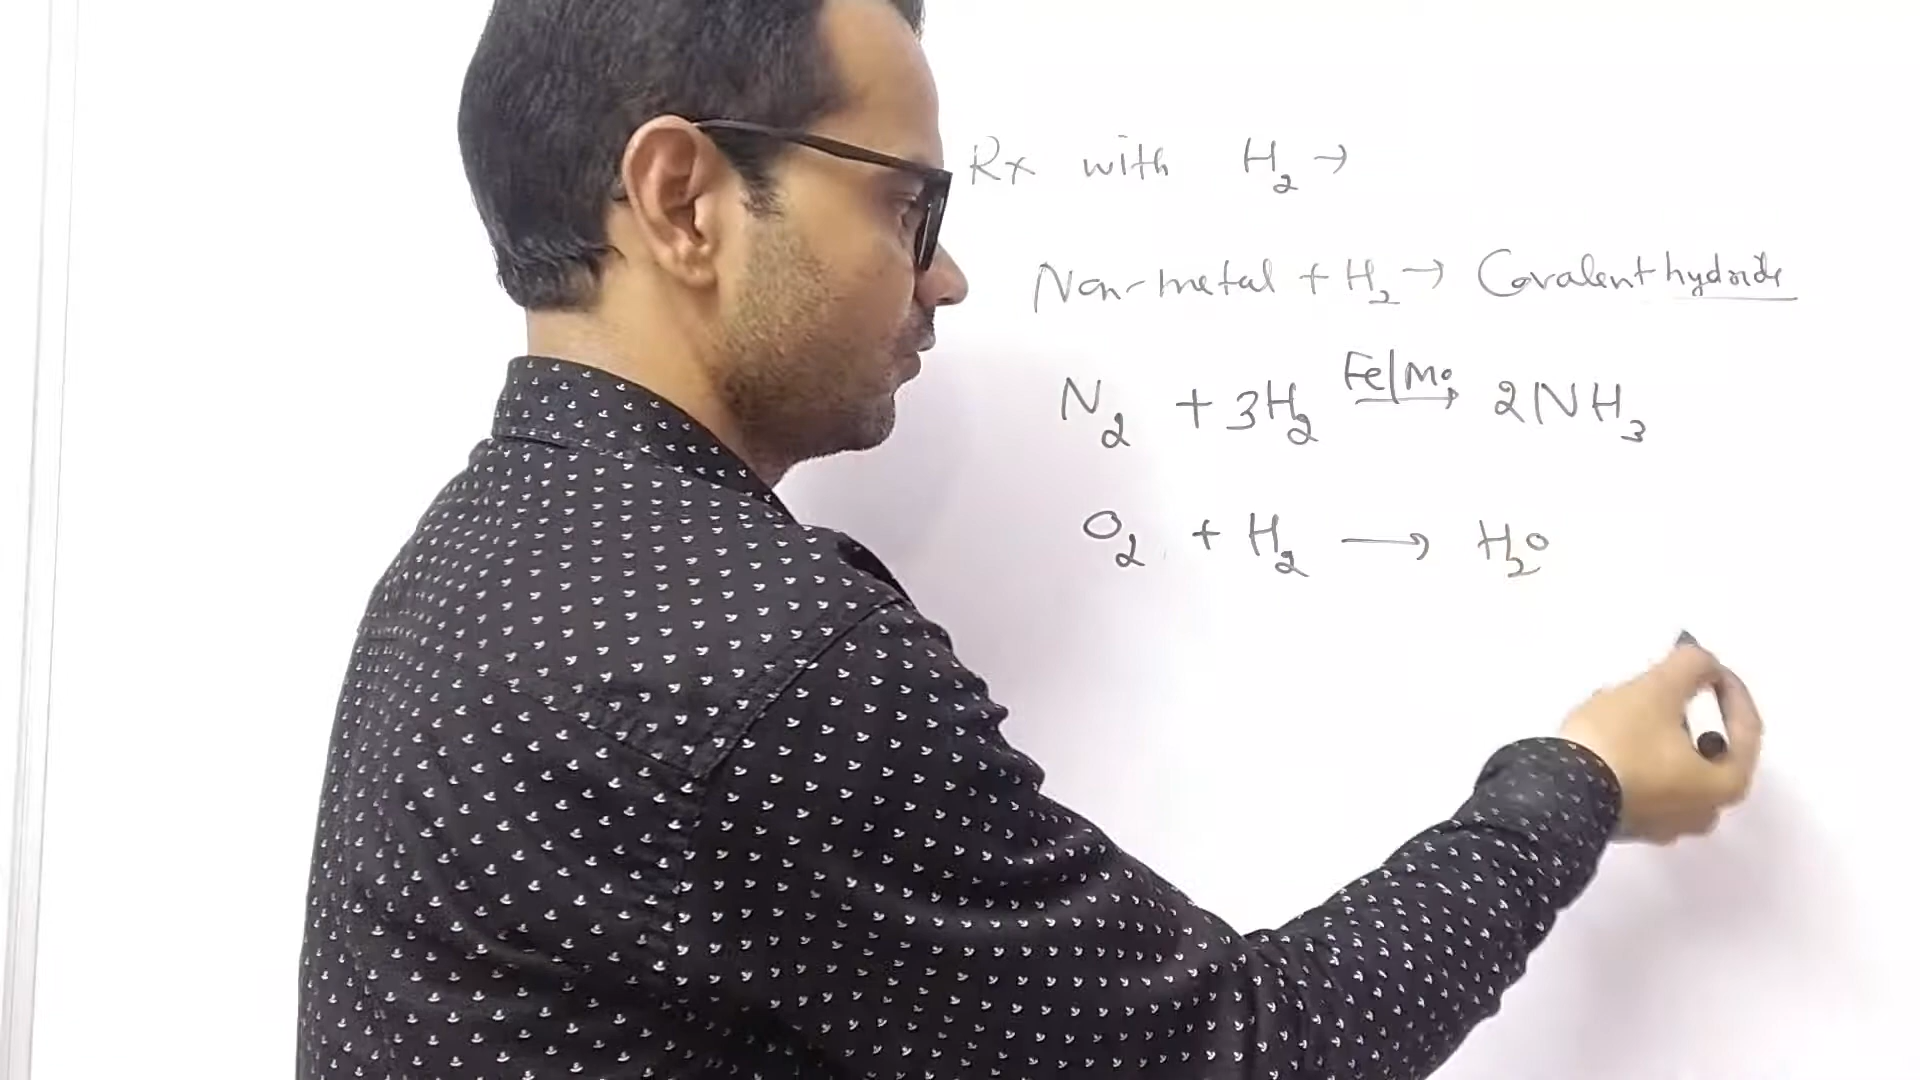 Rx with H₂ →
Non-metal + H₂ → Covalent hydride
N₂ + 3H₂ Fe|Mo → 2NH₃
O₂ + H₂ → H₂O